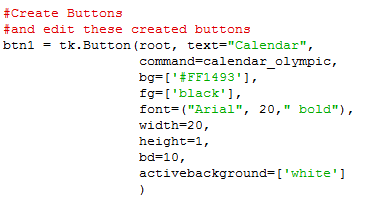 #Create Buttons
#and edit these created buttons
btn1 = tk.Button(root, text="Calendar",
                 command=calendar_olympic,
                 bg=['#FF1493'],
                 fg=['black'],
                 font=("Arial", 20," bold"),
                 width=20,
                 height=1,
                 bd=10,
                 activebackground=['white']
                 )